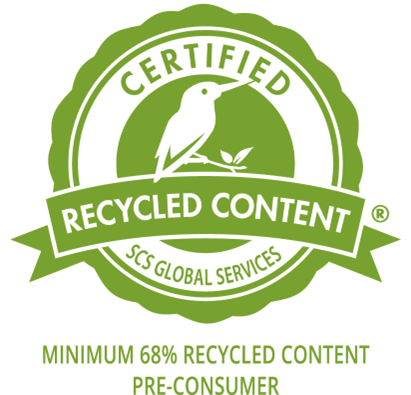 CERTIFIED
RECYCLED CONTENT ®
SCS GLOBAL SERVICES
MINIMUM 68% RECYCLED CONTENT
PRE-CONSUMER